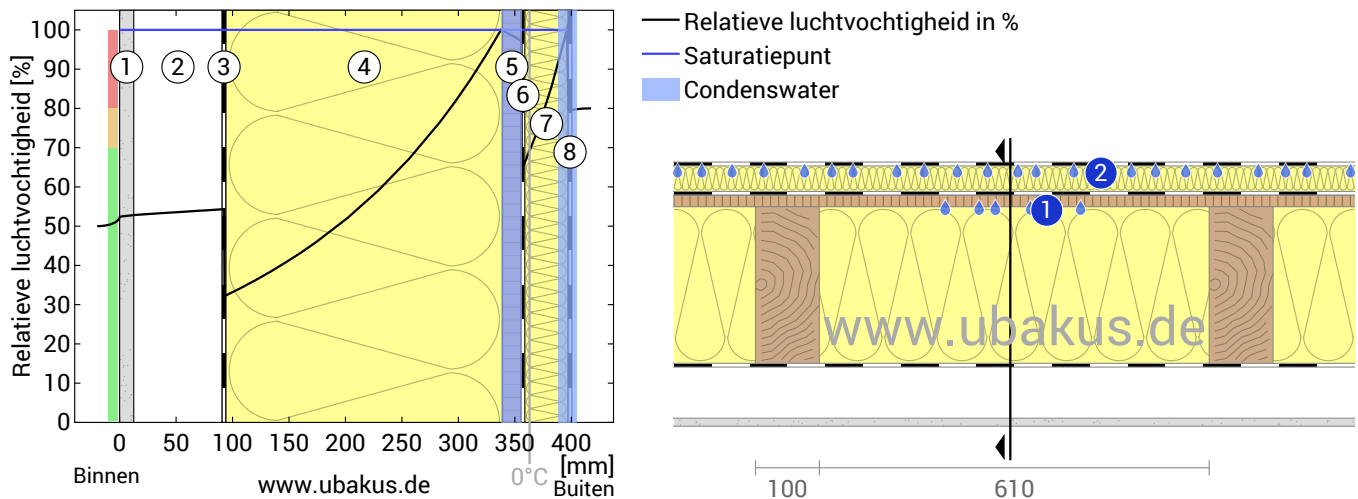 Relatieve luchtvochtigheid [%]
100
90
80
70
60
50
40
30
20
10
0
1
2
3
4
5
6
7
8
0 50 100 150 200 250 300 350 400 [mm]
0°C
Binnen
www.ubakus.de
Buiten
Relatieve luchtvochtigheid in %
Saturatiepunt
Condenswater
2
1
www.ubakus.de
100 610